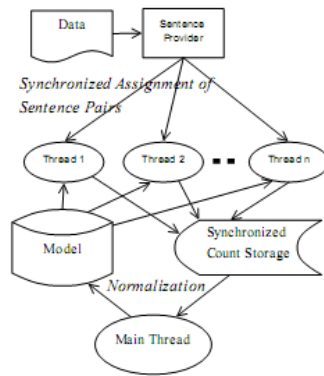 Data
Sentence
Provider
Synchronized Assignment of
Sentence Pairs
Thread 1
Thread 2
Thread n
Model
Synchronized
Count Storage
Normalization
Main Thread